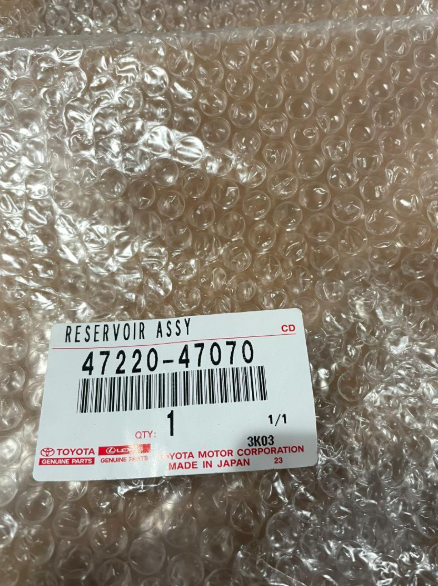 RESERVOIR ASSY
CD
47220-47070
QTY: 1
1/1
3K03
TOYOTA
GENUINE PARTS
GENUINE PARTS
TOYOTA MOTOR CORPORATION
MADE IN JAPAN 23